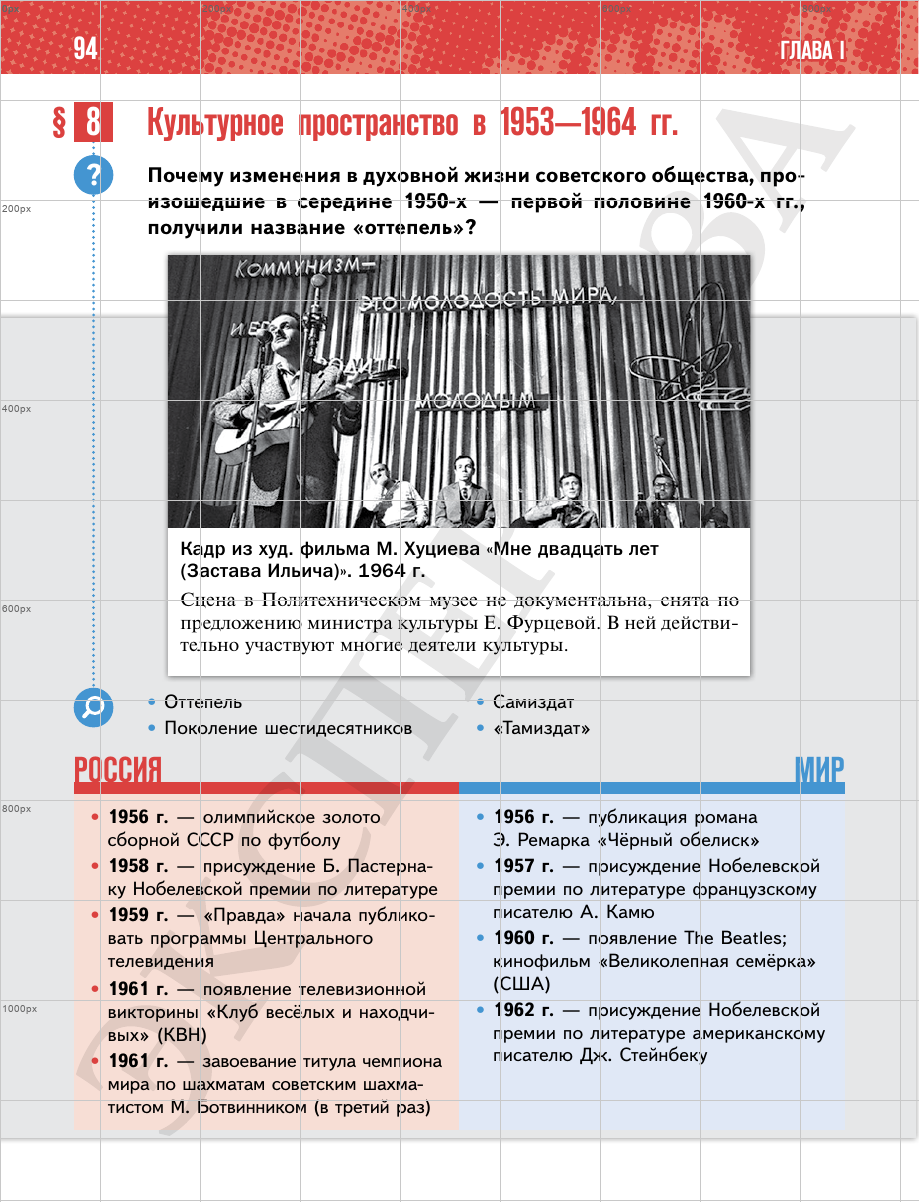 94
ГЛАВА I
§ 8
Культурное пространство в 1953—1964 гг.
?
Почему изменения в духовной жизни советского общества, про-
изошедшие в середине 1950-х — первой половине 1960-х гг.,
получили название «оттепель»?
КОММУНИЗМ—
ЭТО МОЛОДОСТЬ МИРА,
И ЕГО
МОЛОДЫМ
Кадр из худ. фильма М. Хуциева «Мне двадцать лет
(Застава Ильича)». 1964 г.
Сцена в Политехническом музее не документальна, снята по
предложению министра культуры Е. Фурцевой. В ней действи-
тельно участвуют многие деятели культуры.
• Оттепель
• Поколение шестидесятников
• Самиздат
• «Тамиздат»
РОССИЯ
• 1956 г. — олимпийское золото
сборной СССР по футболу
• 1958 г. — присуждение Б. Пастерна-
ку Нобелевской премии по литературе
• 1959 г. — «Правда» начала публико-
вать программы Центрального
телевидения
• 1961 г. — появление телевизионной
викторины «Клуб весёлых и находчи-
вых» (КВН)
• 1961 г. — завоевание титула чемпиона
мира по шахматам советским шахма-
тистом М. Ботвинником (в третий раз)
МИР
• 1956 г. — публикация романа
Э. Ремарка «Чёрный обелиск»
• 1957 г. — присуждение Нобелевской
премии по литературе французскому
писателю А. Камю
• 1960 г. — появление The Beatles;
кинофильм «Великолепная семёрка»
(США)
• 1962 г. — присуждение Нобелевской
премии по литературе американскому
писателю Дж. Стейнбеку
ЭКСПЕРТИЗА
200px
400px
600px
800px
1000px